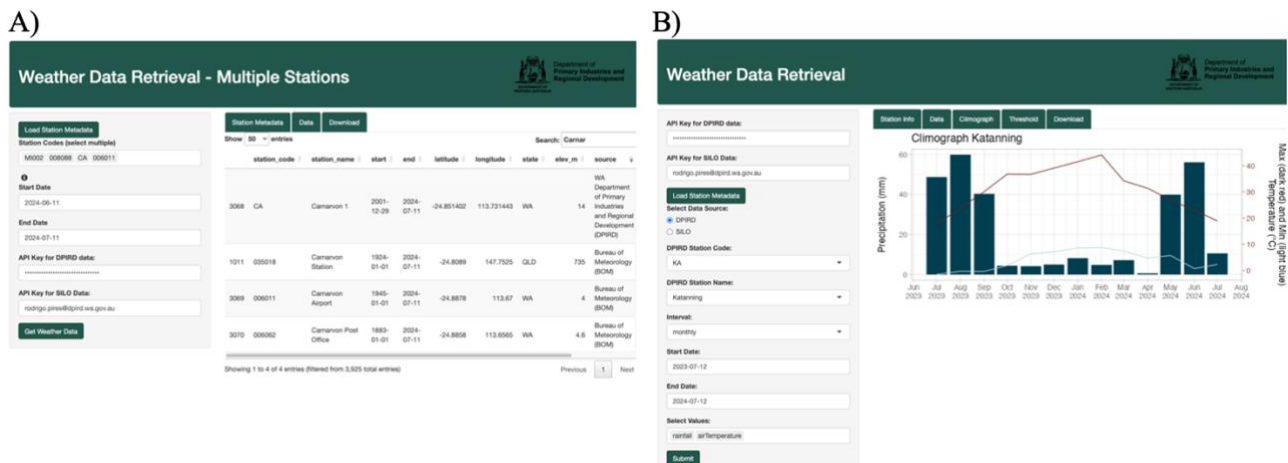 A)
Weather Data Retrieval - Multiple Stations
Department of
Primary Industries and
Regional Development
GOVERNMENT OF
WESTERN AUSTRALIA
Load Station Metadata
Station Codes (select multiple)
MI002 008088 CA 006011
Start Date
2024-06-11
End Date
2024-07-11
API Key for DPIRD data:
API Key for SILO Data:
rodrigo.pires@dpird.wa.gov.au
Get Weather Data
Station Metadata Data Download
Show 50 entries Search: Carnar
station_code station_name start end latitude longitude state elev_m source
3068 CA Carnarvon 1 2001-12-29 2024-07-11 -24.851402 113.731443 WA 14 WA Department of Primary Industries and Regional Development (DPIRD)
1011 035018 Carnarvon Station 1924-01-01 2024-07-11 -24.8089 147.7525 QLD 735 Bureau of Meteorology (BOM)
3069 006011 Carnarvon Airport 1945-01-01 2024-07-11 -24.8878 113.67 WA 4 Bureau of Meteorology (BOM)
3070 006062 Carnarvon Post Office 1883-01-01 2024-07-11 -24.8858 113.6565 WA 4.6 Bureau of Meteorology (BOM)
Showing 1 to 4 of 4 entries (filtered from 3,925 total entries)
Previous 1 Next
B)
Weather Data Retrieval
Department of
Primary Industries and
Regional Development
GOVERNMENT OF
WESTERN AUSTRALIA
API Key for DPIRD data:
API Key for SILO Data:
rodrigo.pires@dpird.wa.gov.au
Load Station Metadata
Select Data Source:
DPIRD
SILO
DPIRD Station Code:
KA
DPIRD Station Name:
Katanning
Interval:
monthly
Start Date:
2023-07-12
End Date:
2024-07-12
Select Values:
rainfall airTemperature
Submit
Station Info Data Climograph Threshold Download
Climograph Katanning
Precipitation (mm)
60
40
20
0
Jun Jul Aug Sep Oct Nov Dec Jan Feb Mar Apr May Jun Jul Aug
2023 2023 2023 2023 2023 2023 2023 2024 2024 2024 2024 2024 2024 2024 2024
40
30
20
10
0
Max (dark red) and Min (light blue)
Temperature (°C)